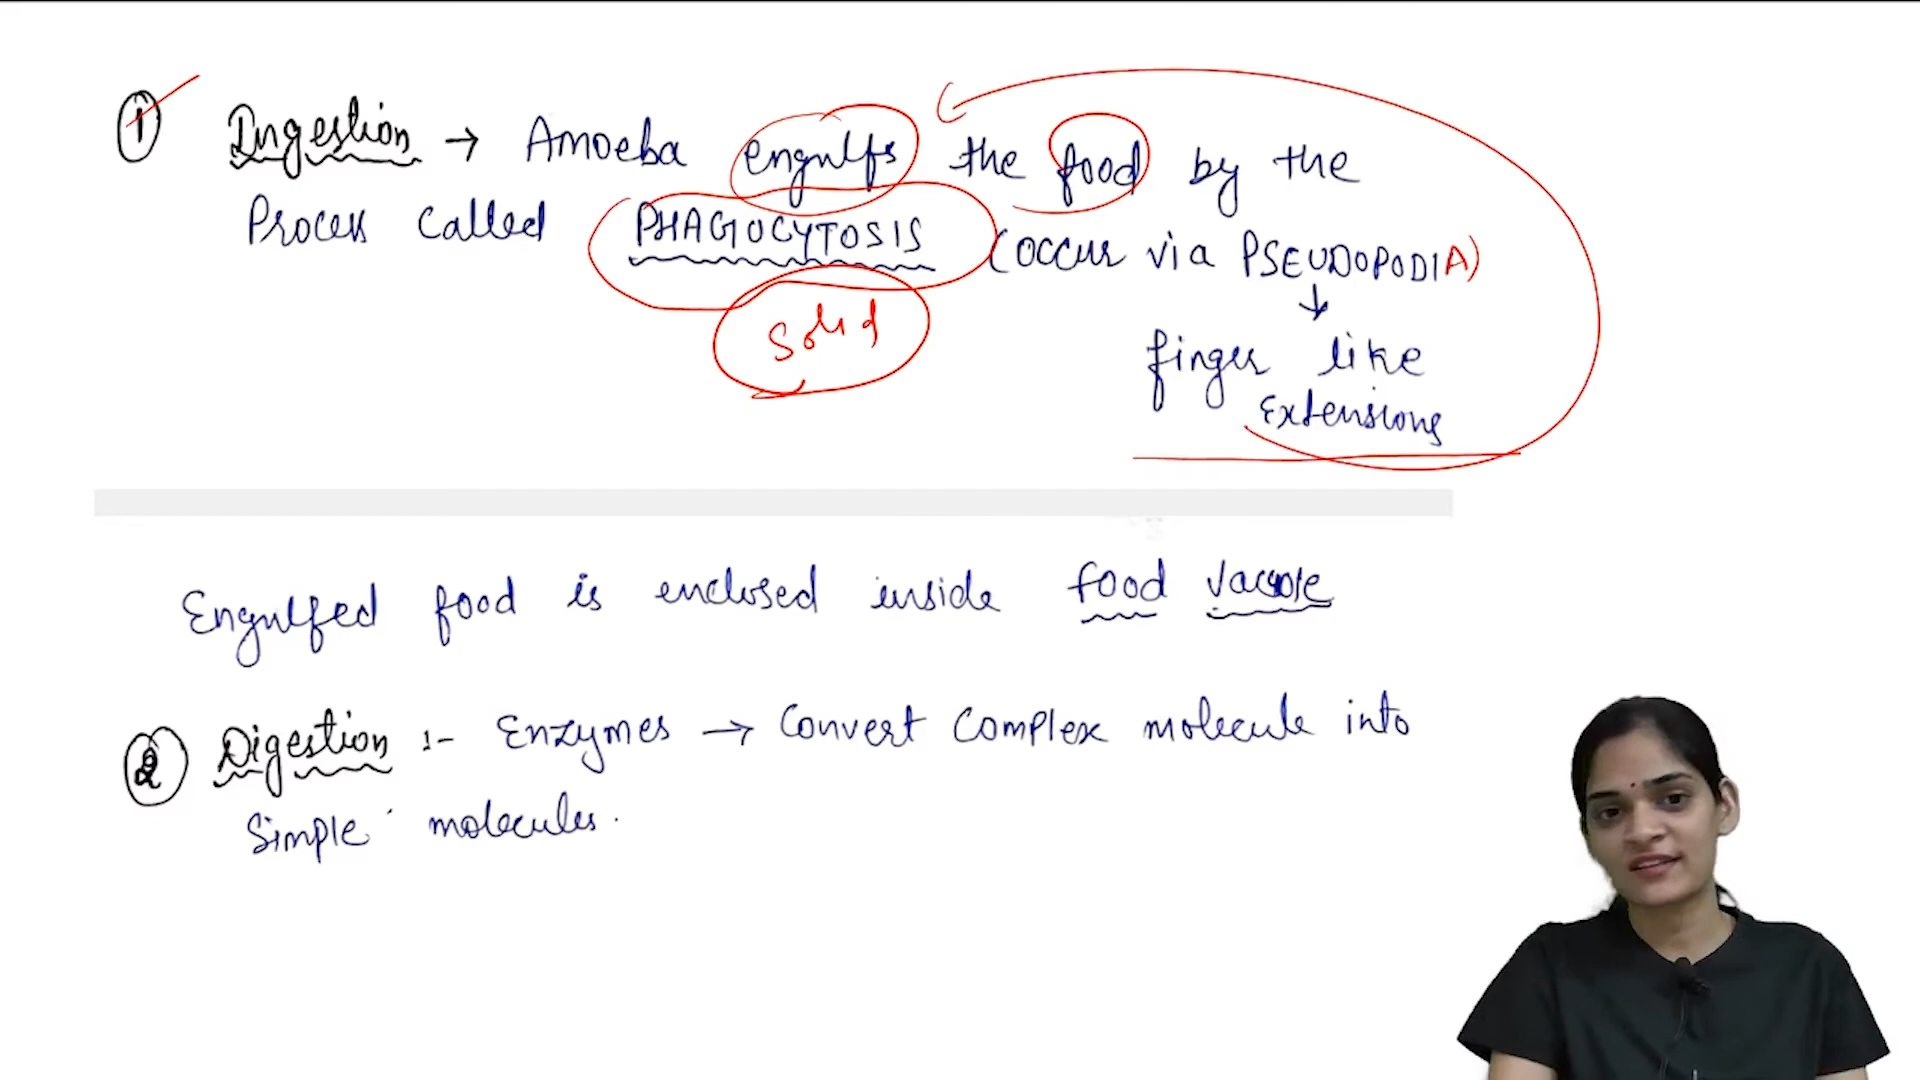 ① Ingestion → Amoeba engulfs the food by the
Process called PHAGOCYTOSIS (occur via PSEUDOPODIA)
↓
Solid
finger like
Extensions
Engulfed food is enclosed inside food vacuole
② Digestion :- Enzymes → Convert Complex molecule into
Simple molecules.